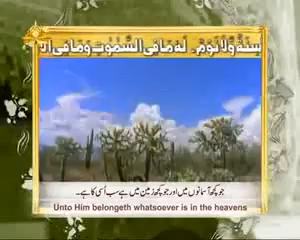 سِنَةٌ وَّلَا نَوْمٌ ۔ لَهٗ مَا فِی السَّمٰوٰتِ وَمَا فِی
جو کچھ آسمانوں میں اور جو کچھ زمین میں ہے سب اُسی کا ہے۔
Unto Him belongeth whatsoever is in the heavens